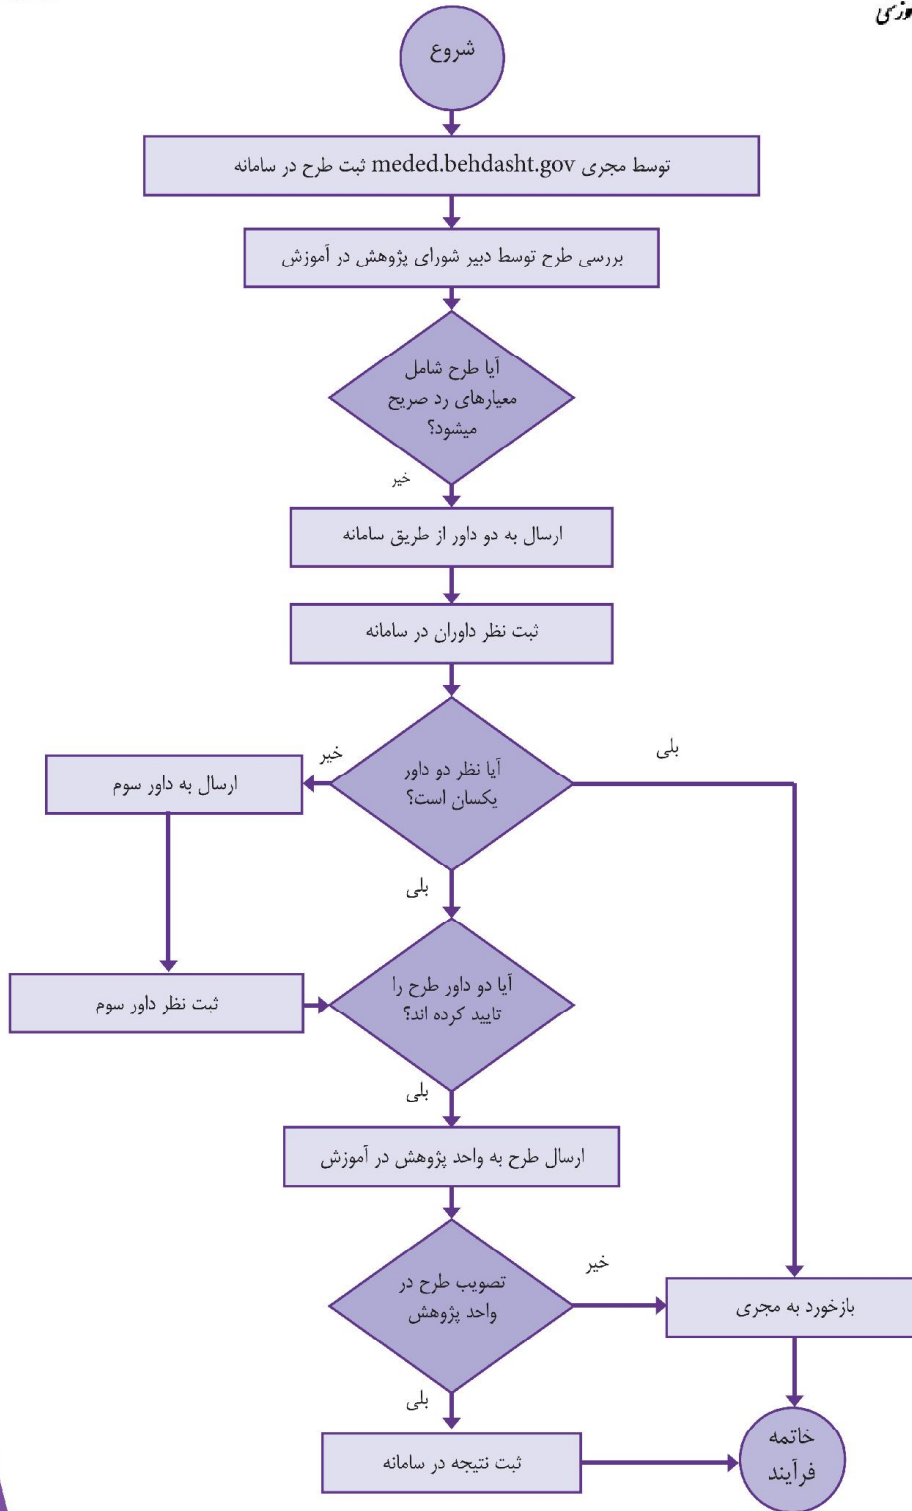 شروع
توسط مجری meded.behdasht.gov ثبت طرح در سامانه
بررسی طرح توسط دبیر شورای پژوهش در آموزش
آیا طرح شامل
معیارهای رد صریح
میشود؟
خیر
ارسال به دو داور از طریق سامانه
ثبت نظر داوران در سامانه
آیا نظر دو داور
یکسان است؟
خیر
بلی
ارسال به داور سوم
بلی
ثبت نظر داور سوم
آیا دو داور طرح را
تایید کرده اند؟
بلی
ارسال طرح به واحد پژوهش در آموزش
تصویب طرح در
واحد پژوهش
خیر
بازخورد به مجری
بلی
ثبت نتیجه در سامانه
خاتمه
فرآیند